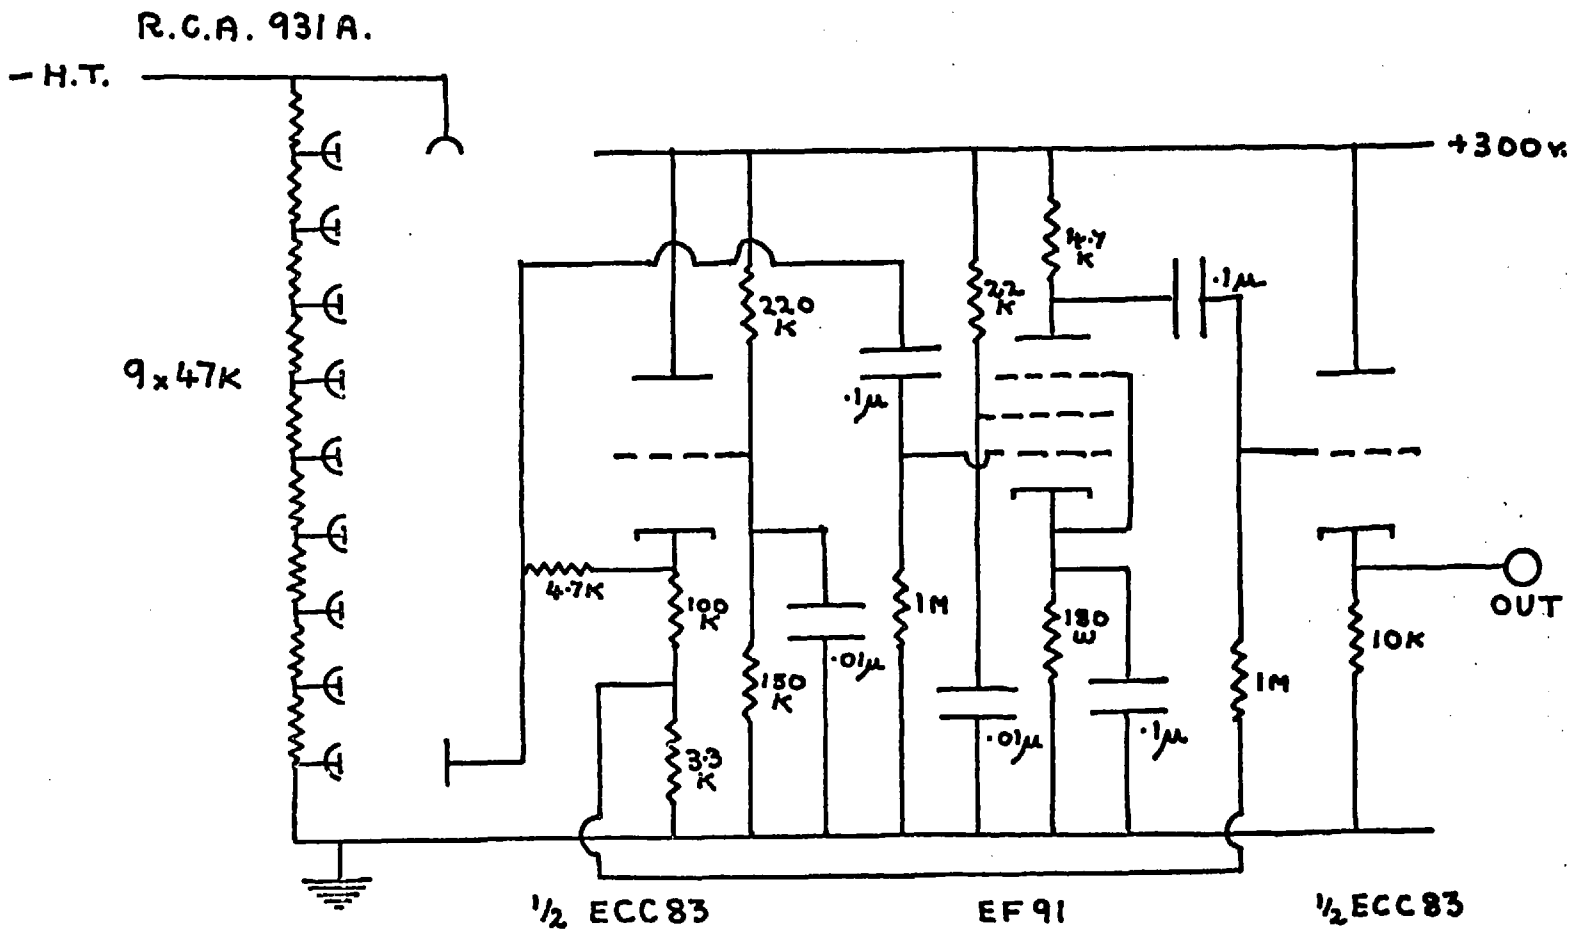 R.C.A. 931A.
— H.T.
+300v.
4.7
K
.1μ
220
K
22
K
9x47K
.1μ
4.7K
100
K
1M
180
ω
OUT
10K
.01μ
150
K
1M
3.3
K
.01μ
.1μ
1/2 ECC83
EF91
1/2 ECC83